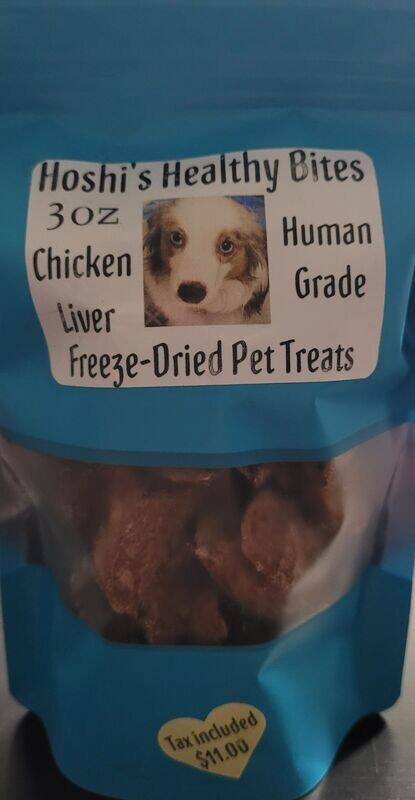 Hoshi's Healthy Bites
3oz
Chicken
Liver
Human
Grade
Freeze-Dried Pet Treats
Tax included
$11.00